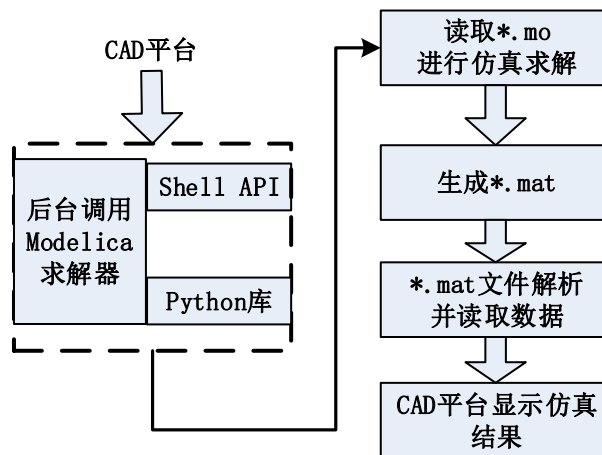 CAD平台
后台调用
Modelica
求解器
Shell API
Python库
读取*.mo
进行仿真求解
生成*.mat
*.mat文件解析
并读取数据
CAD平台显示仿真
结果